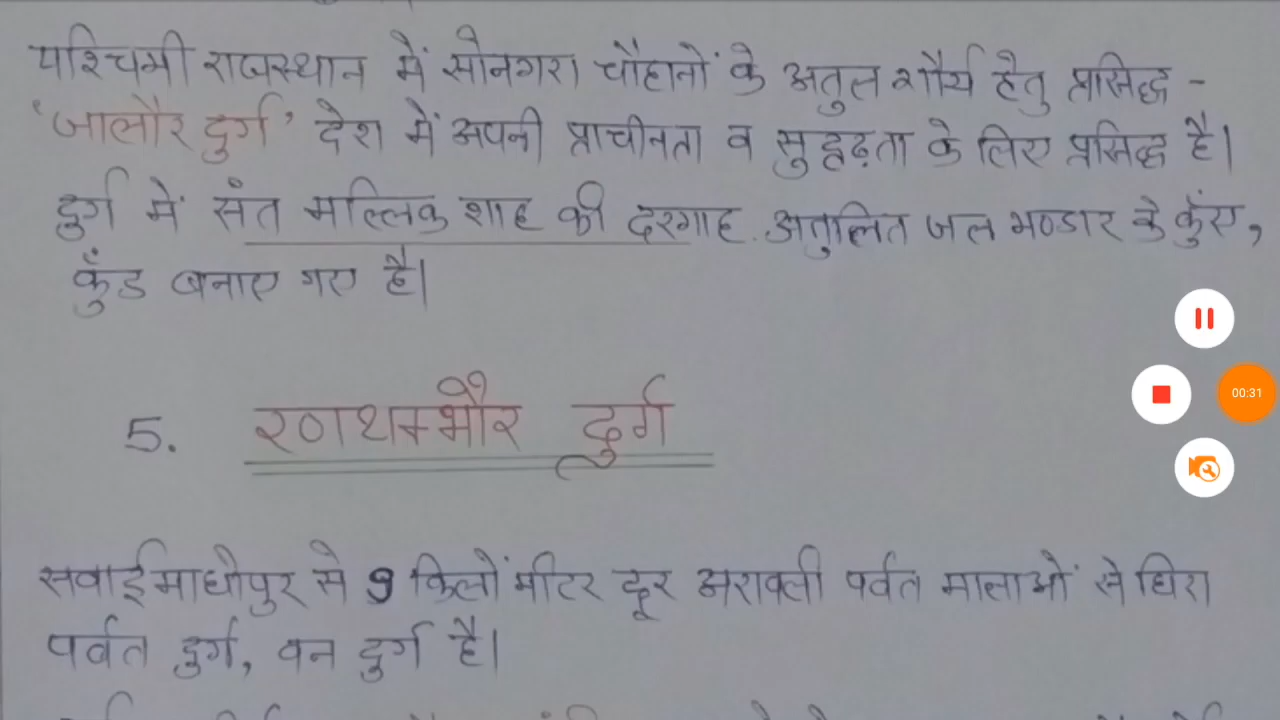 पश्चिमी राजस्थान में सोनगरा चौहानों के अतुल शौर्य हेतु प्रसिद्ध -
'जालौर दुर्ग' देश में अपनी प्राचीनता व सुदृढ़ता के लिए प्रसिद्ध है।
दुर्ग में संत मल्लिक शाह की दरगाह अतुलित जल भण्डार के कुँए,
कुँड बनाए गए है।
5. रणथम्भौर दुर्ग
00:31
सवाईमाधोपुर से 9 किलोंमीटर दूर अरावली पर्वत मालाओं से घिरा
पर्वत दुर्ग, वन दुर्ग है।